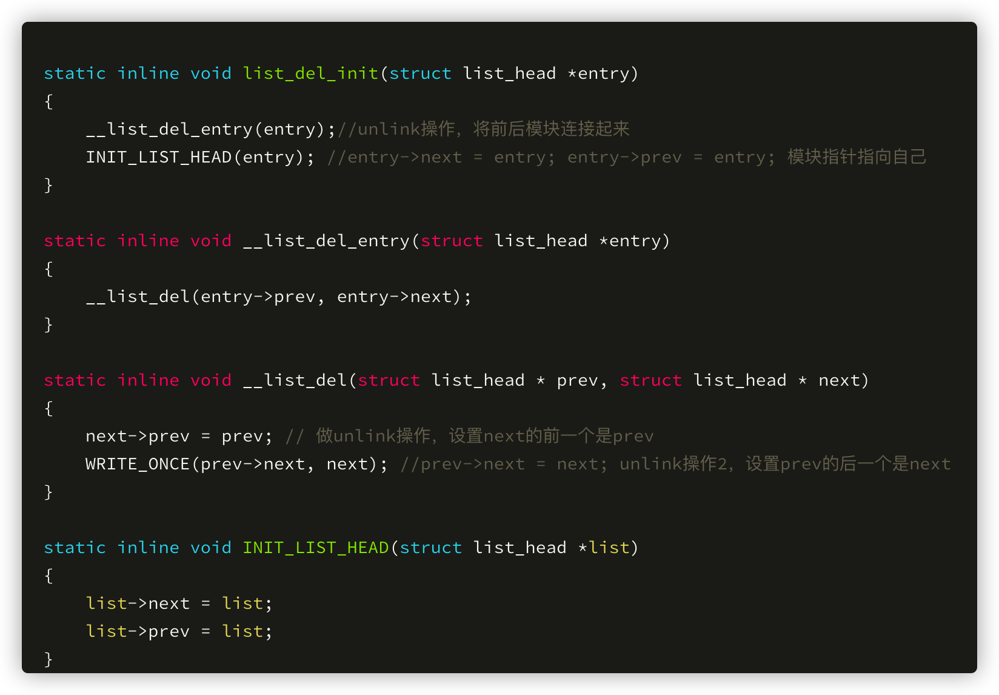 static inline void list_del_init(struct list_head *entry)
{
    __list_del_entry(entry);//unlink操作，将前后模块连接起来
    INIT_LIST_HEAD(entry); //entry->next = entry; entry->prev = entry; 模块指针指向自己
}
static inline void __list_del_entry(struct list_head *entry)
{
    __list_del(entry->prev, entry->next);
}
static inline void __list_del(struct list_head * prev, struct list_head * next)
{
    next->prev = prev; // 做unlink操作，设置next的前一个是prev
    WRITE_ONCE(prev->next, next); //prev->next = next; unlink操作2，设置prev的后一个是next
}
static inline void INIT_LIST_HEAD(struct list_head *list)
{
    list->next = list;
    list->prev = list;
}